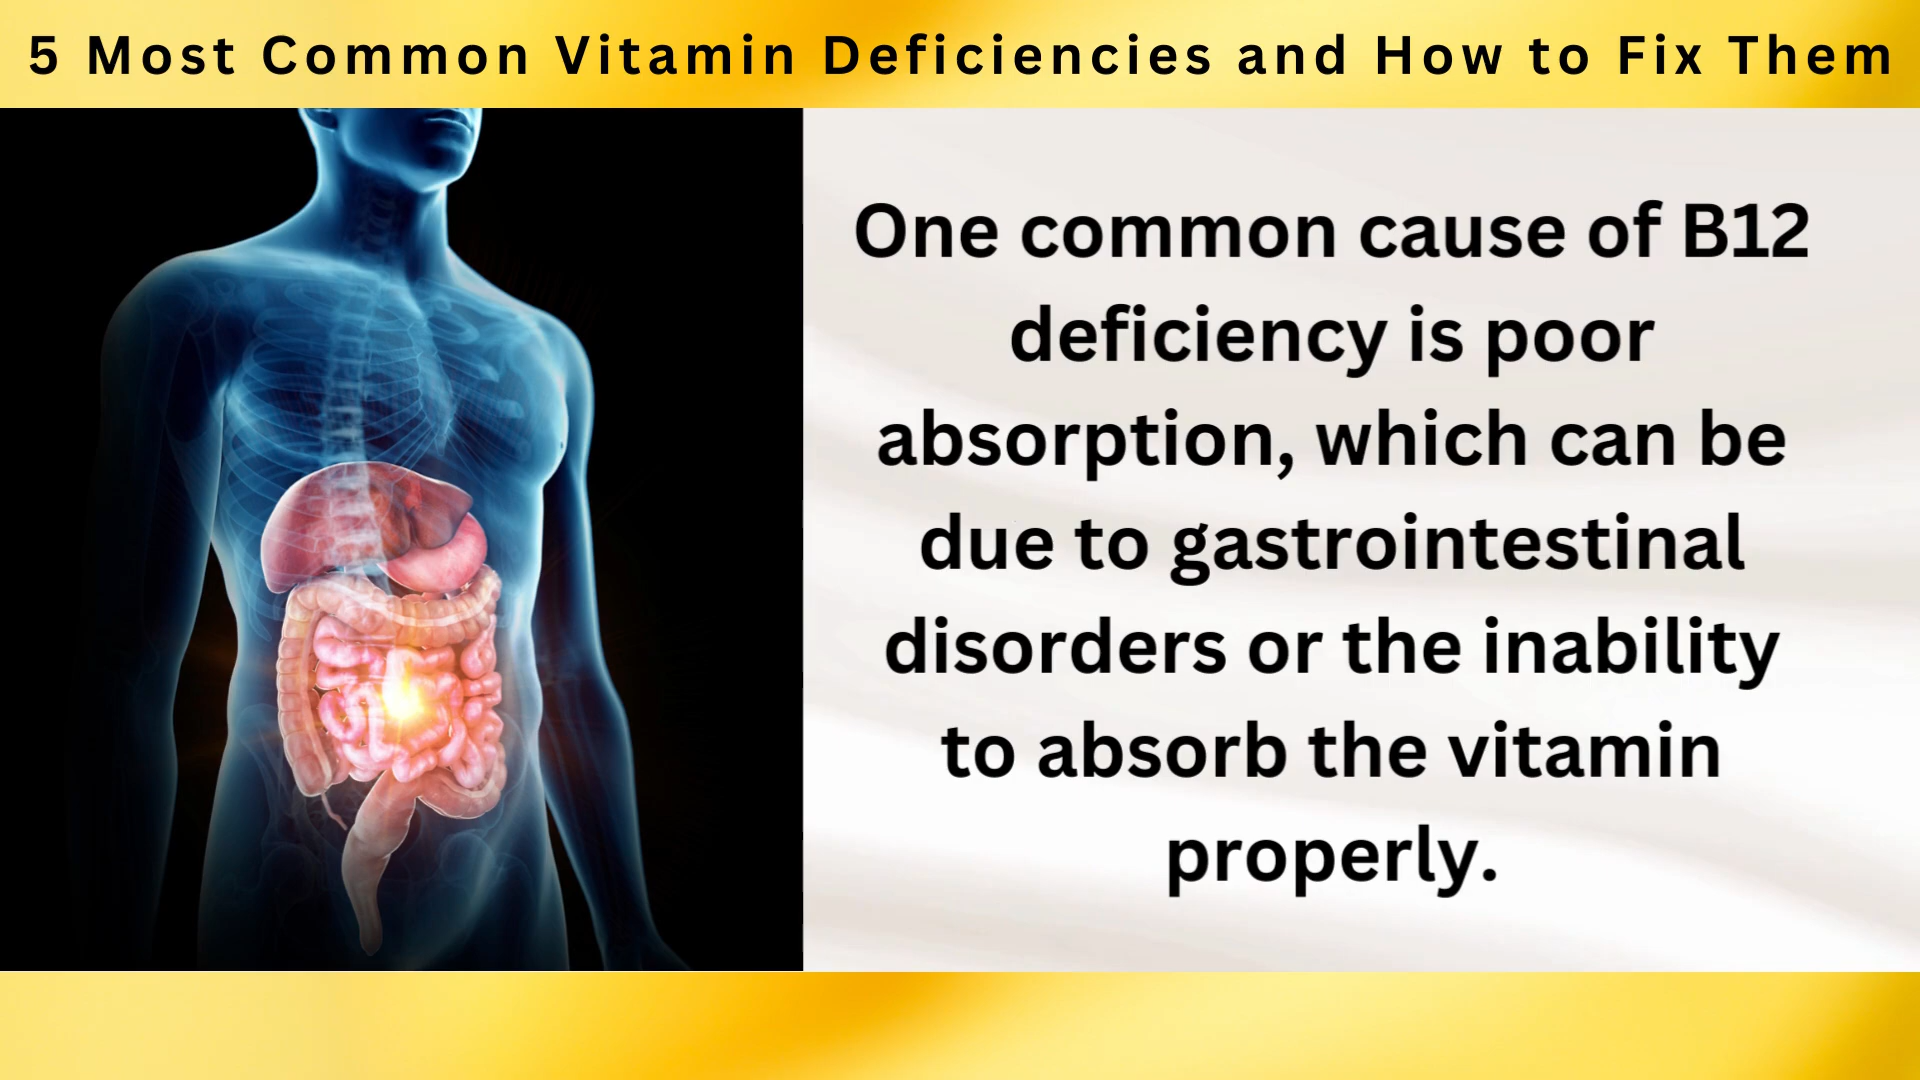 5 Most Common Vitamin Deficiencies and How to Fix Them
One common cause of B12
deficiency is poor
absorption, which can be
due to gastrointestinal
disorders or the inability
to absorb the vitamin
properly.